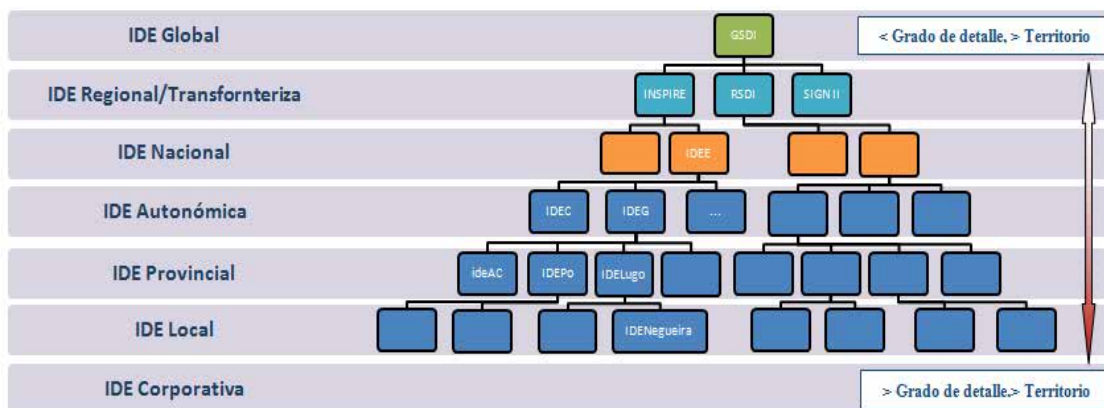 IDE Global
GSDI
< Grado de detalle, > Territorio
IDE Regional/Transfornteriza
INSPIRE
RSDI
SIGN II
IDE Nacional
IDEE
IDE Autonómica
IDEC
IDEG
...
IDE Provincial
ideAC
IDEPo
IDELugo
IDE Local
IDENegueira
IDE Corporativa
> Grado de detalle.> Territorio